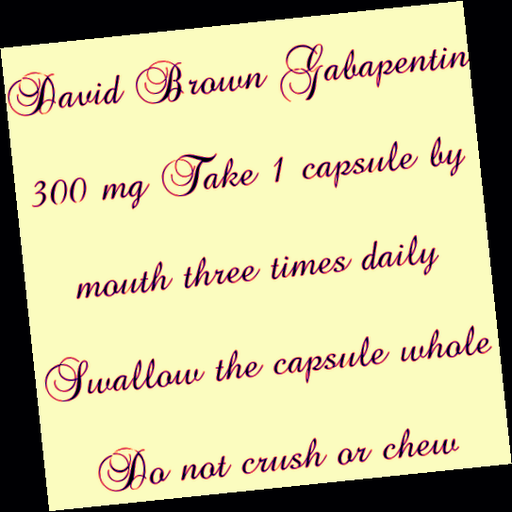 David Brown Gabapentin
300 mg Take 1 capsule by
mouth three times daily
Swallow the capsule whole
Do not crush or chew